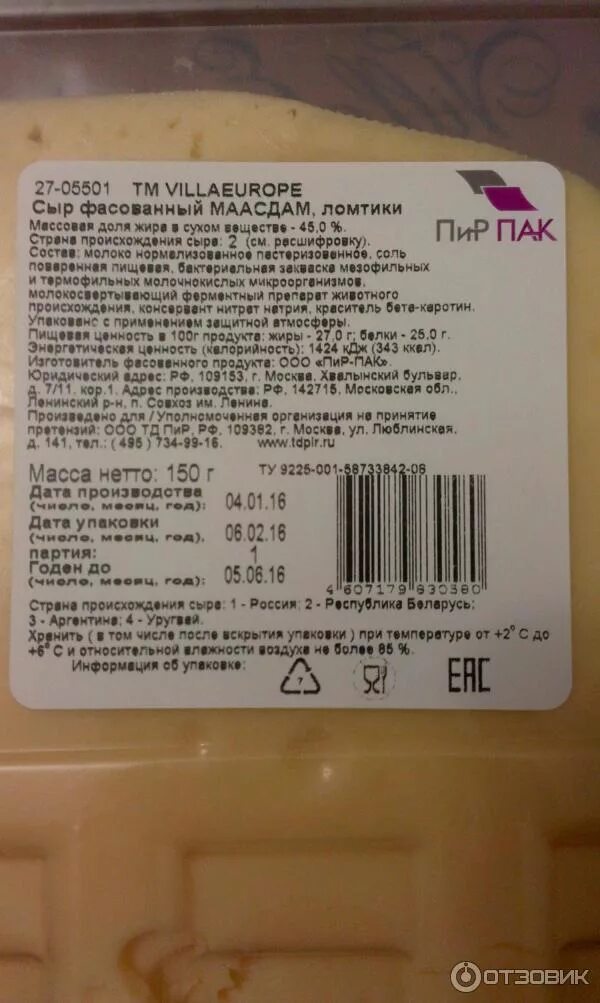 27-05501 TM VILLAEUROPE
Сыр фасованный МААСДАМ, ломтики
ПиР ПАК
Массовая доля жира в сухом веществе - 45,0 %.
Страна происхождения сыра: 2 (см. расшифровку).
Состав: молоко нормализованное пастеризованное, соль
поваренная пищевая, бактериальная закваска мезофильных
и термофильных молочнокислых микроорганизмов,
молокосвертывающий ферментный препарат животного
происхождения, консервант нитрат натрия, краситель бета-каротин.
Упаковано с применением защитной атмосферы.
Пищевая ценность в 100г продукта: жиры - 27,0 г; белки - 25,0 г.
Энергетическая ценность (калорийность): 1424 кДж (343 ккал).
Изготовитель фасованного продукта: ООО «ПиР-ПАК».
Юридический адрес: РФ, 109153, г. Москва, Хвалынский бульвар,
д. 7/11, кор.1. Адрес производства: РФ, 142715, Московская обл.,
Ленинский р-н, п. Совхоз им. Ленина.
Произведено для / Уполномоченная организация на принятие
претензий: ООО ТД ПиР, РФ, 109382, г. Москва, ул. Люблинская,
д. 141, тел.: ( 495 ) 734-99-16. www.tdpir.ru
Масса нетто: 150 г ТУ 9225-001-58733842-06
Дата производства
(число, месяц, год): 04.01.16
Дата упаковки
(число, месяц, год), 06.02.16
партия: 1
Годен до
(число, месяц, год): 05.06.16
4 607179 830580
Страна происхождения сыра: 1 - Россия; 2 - Республика Беларусь;
3 - Аргентина; 4 - Уругвай.
Хранить ( в том числе после вскрытия упаковки ) при температуре от +2° С до
+6° С и относительной влажности воздуха не более 85 %.
Информация об упаковке:
7
EAC
ОТЗОВИК